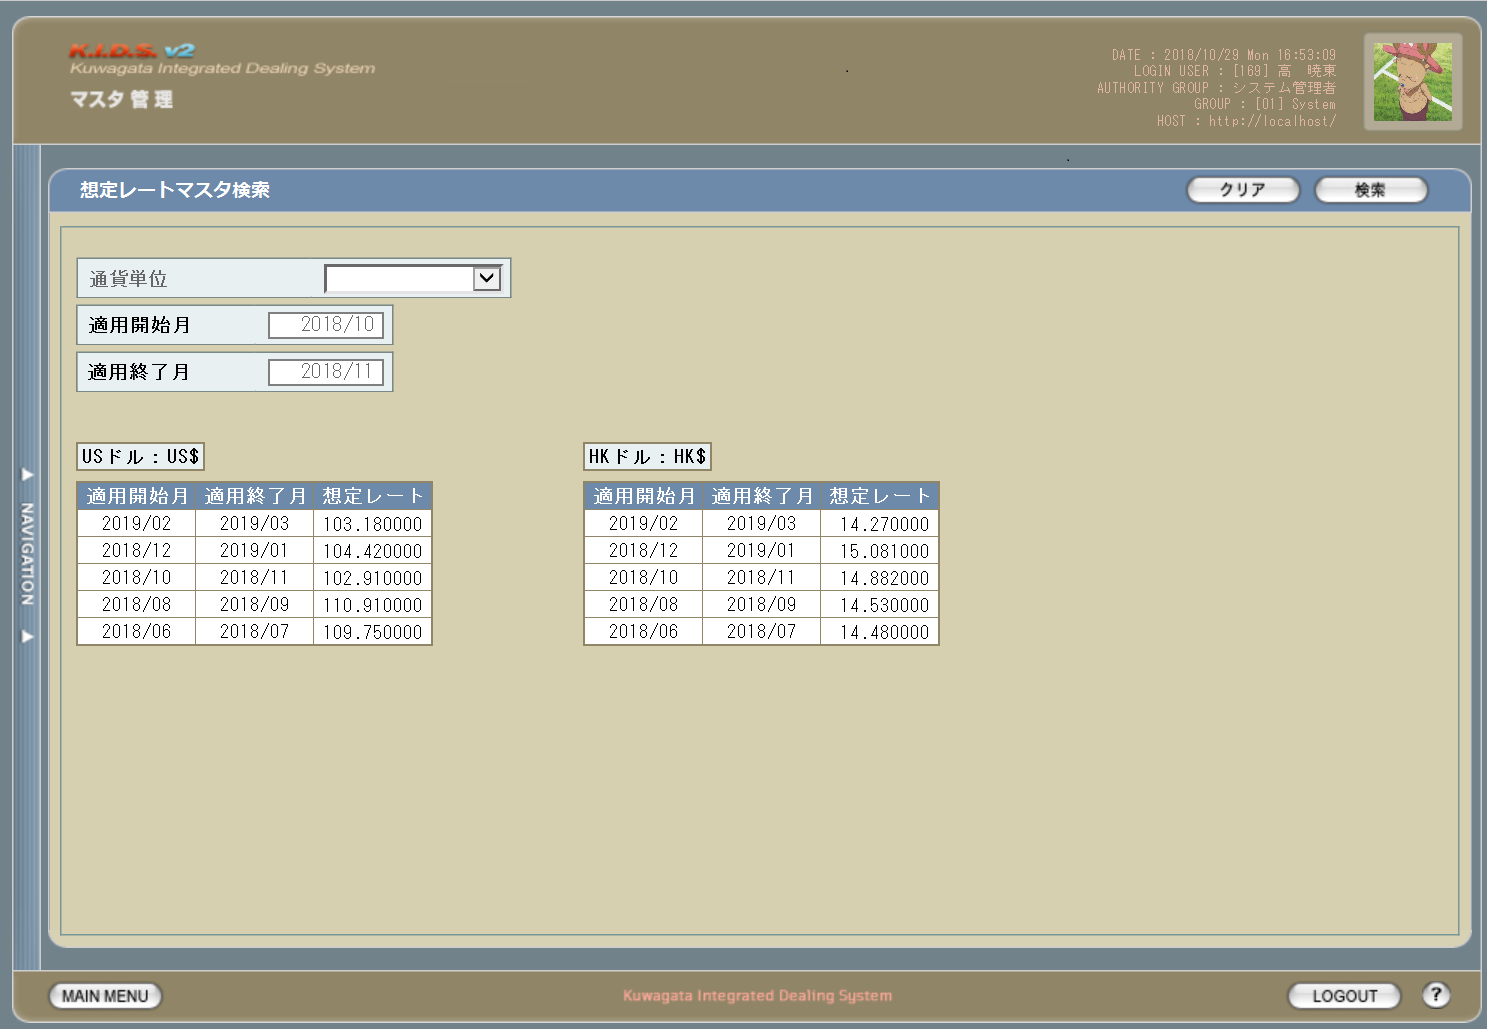 K.I.D.S. v2
Kuwagata Integrated Dealing System
マスタ管理
DATE : 2018/10/29 Mon 16:53:09
LOGIN USER : [169] 高　暁東
AUTHORITY GROUP : システム管理者
GROUP : [01] System
HOST : http://localhost/
想定レートマスタ検索
クリア
検索
通貨単位
適用開始月 2018/10
適用終了月 2018/11
USドル：US$
適用開始月 適用終了月 想定レート
2019/02 2019/03 103.180000
2018/12 2019/01 104.420000
2018/10 2018/11 102.910000
2018/08 2018/09 110.910000
2018/06 2018/07 109.750000
HKドル：HK$
適用開始月 適用終了月 想定レート
2019/02 2019/03 14.270000
2018/12 2019/01 15.081000
2018/10 2018/11 14.882000
2018/08 2018/09 14.530000
2018/06 2018/07 14.480000
NAVIGATION
MAIN MENU
Kuwagata Integrated Dealing System
LOGOUT
?